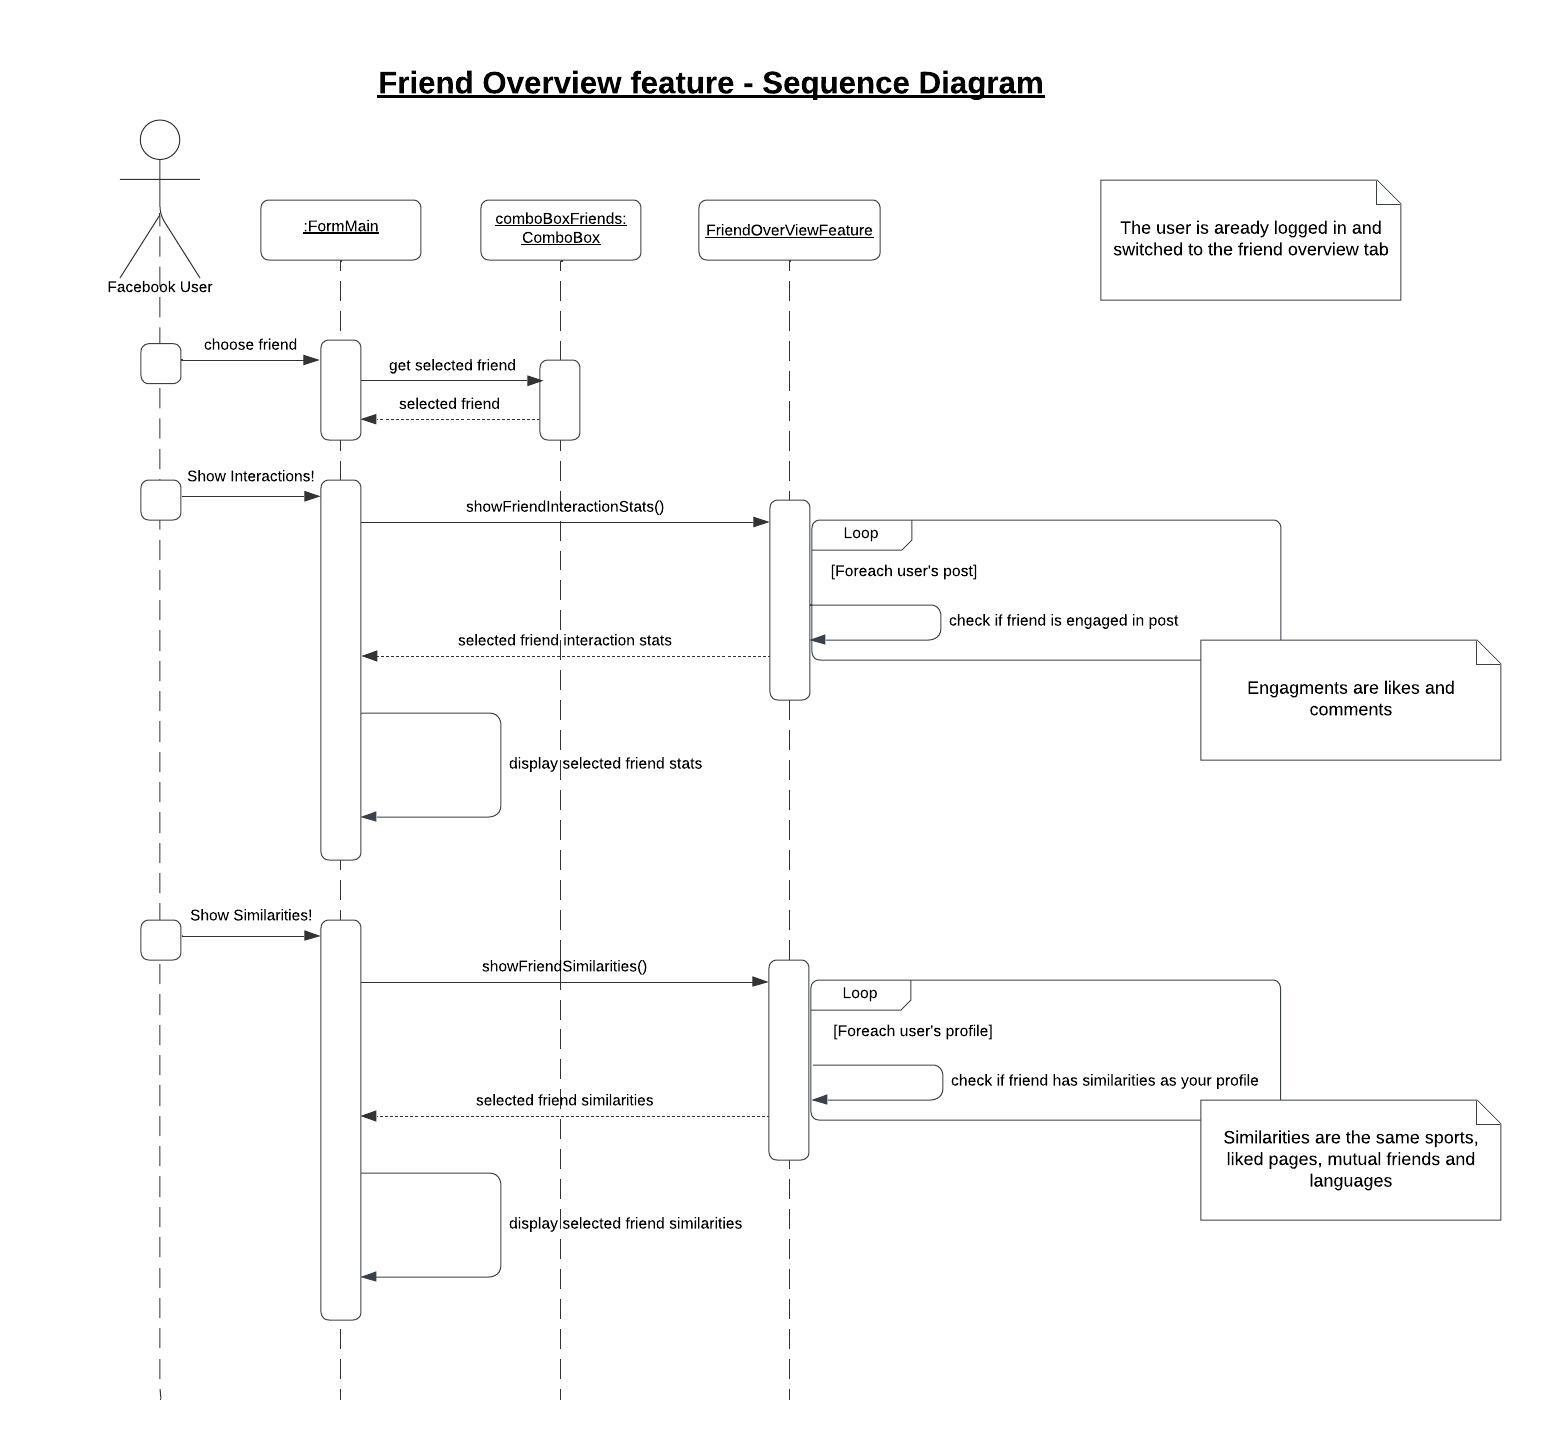 Friend Overview feature - Sequence Diagram
:FormMain
comboBoxFriends:
ComboBox
FriendOverViewFeature
The user is aready logged in and
switched to the friend overview tab
Facebook User
choose friend
get selected friend
selected friend
Show Interactions!
showFriendInteractionStats()
Loop
[Foreach user's post]
check if friend is engaged in post
selected friend interaction stats
Engagments are likes and
comments
display selected friend stats
Show Similarities!
showFriendSimilarities()
Loop
[Foreach user's profile]
check if friend has similarities as your profile
selected friend similarities
Similarities are the same sports,
liked pages, mutual friends and
languages
display selected friend similarities